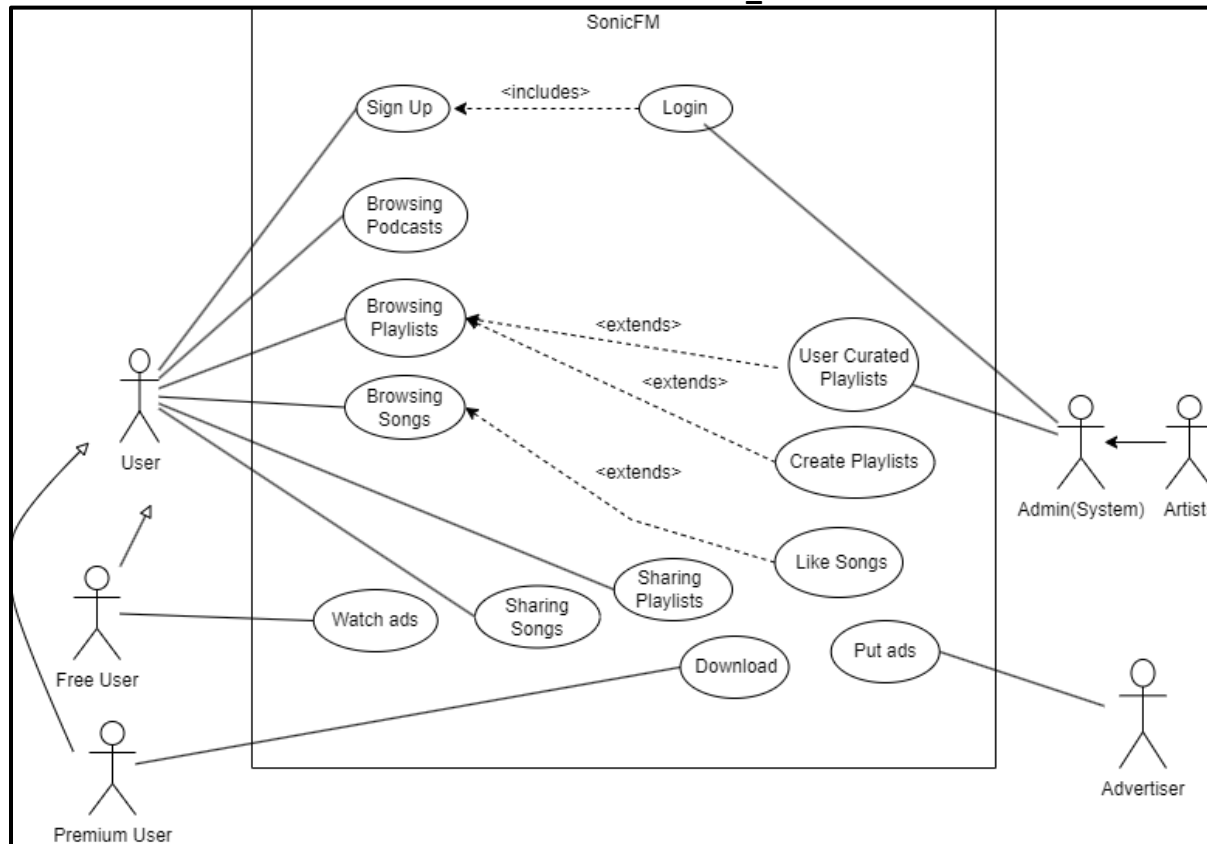 SonicFM
Sign Up
<includes>
Login
Browsing
Podcasts
Browsing
Playlists
<extends>
User Curated
Playlists
<extends>
Browsing
Songs
User
Create Playlists
<extends>
Admin(System)
Artist
Like Songs
Sharing
Playlists
Watch ads
Sharing
Songs
Free User
Download
Put ads
Advertiser
Premium User